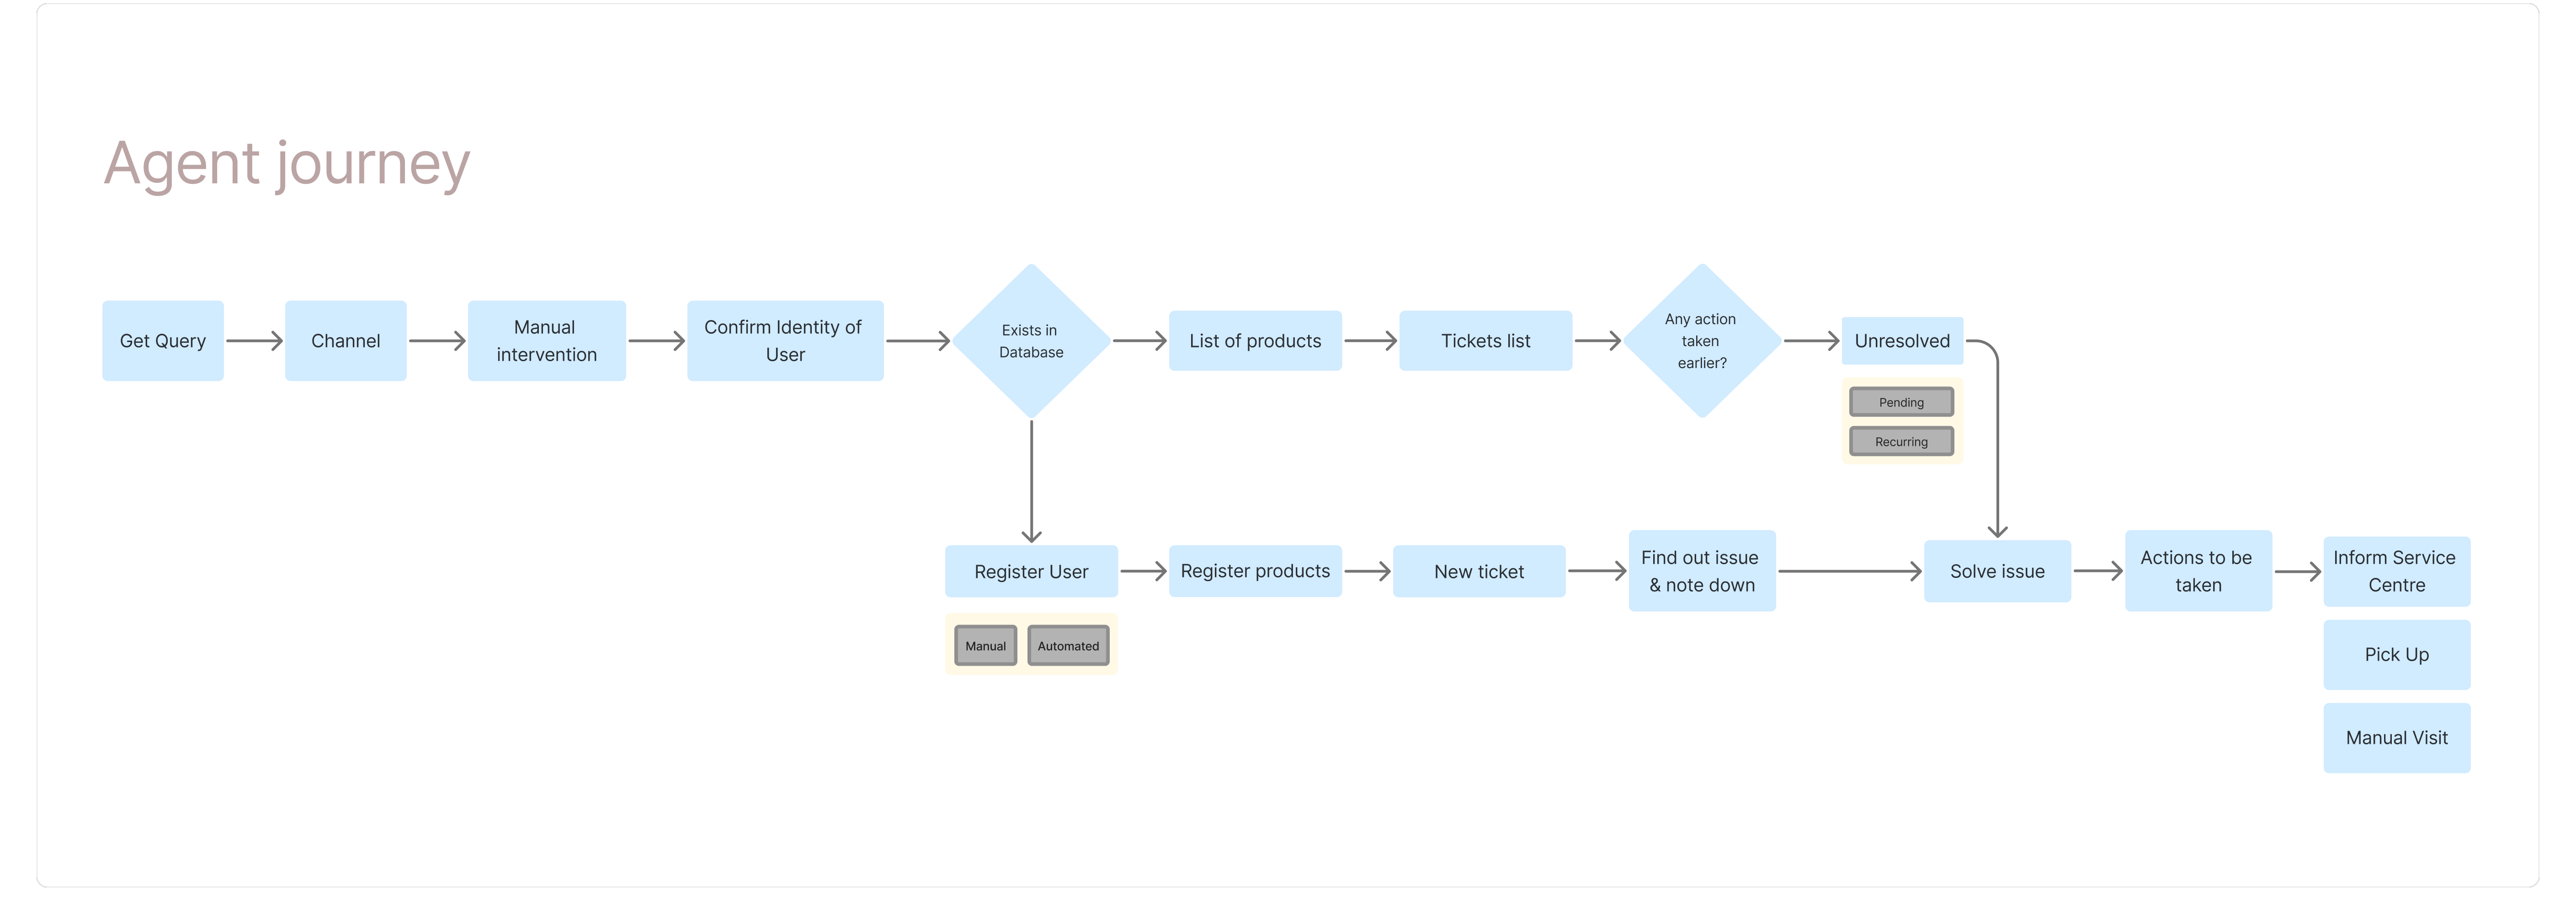 Agent journey
Get Query
Channel
Manual
intervention
Confirm Identity of
User
Exists in
Database
List of products
Tickets list
Any action
taken
earlier?
Unresolved
Pending
Recurring
Register User
Manual
Automated
Register products
New ticket
Find out issue
& note down
Solve issue
Actions to be
taken
Inform Service
Centre
Pick Up
Manual Visit